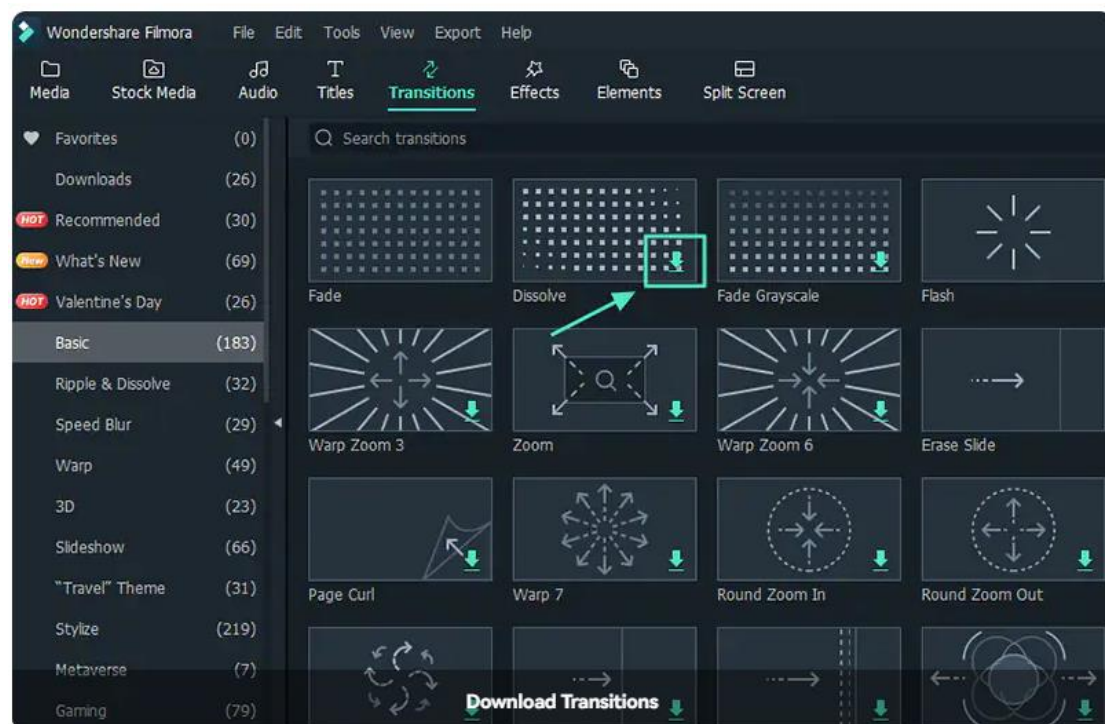 Wondershare Filmora File Edit Tools View Export Help
Media Stock Media Audio Titles Transitions Effects Elements Split Screen
Favorites (0)
Downloads (26)
HOT Recommended (30)
New What's New (69)
HOT Valentine's Day (26)
Basic (183)
Ripple & Dissolve (32)
Speed Blur (29)
Warp (49)
3D (23)
Slideshow (66)
"Travel" Theme (31)
Stylize (219)
Metaverse (7)
Gaming (79)
Search transitions
Fade Dissolve Fade Grayscale Flash
Warp Zoom 3 Zoom Warp Zoom 6 Erase Slide
Page Curl Warp 7 Round Zoom In Round Zoom Out
Download Transitions